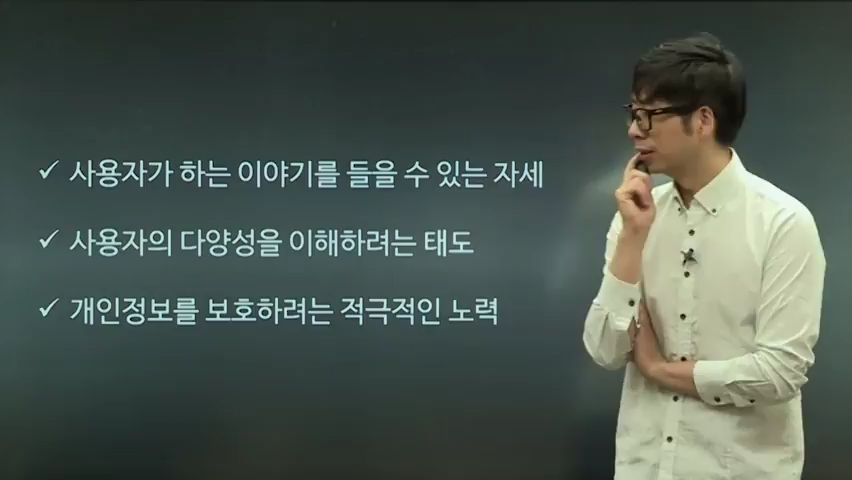 ✓ 사용자가 하는 이야기를 들을 수 있는 자세
✓ 사용자의 다양성을 이해하려는 태도
✓ 개인정보를 보호하려는 적극적인 노력